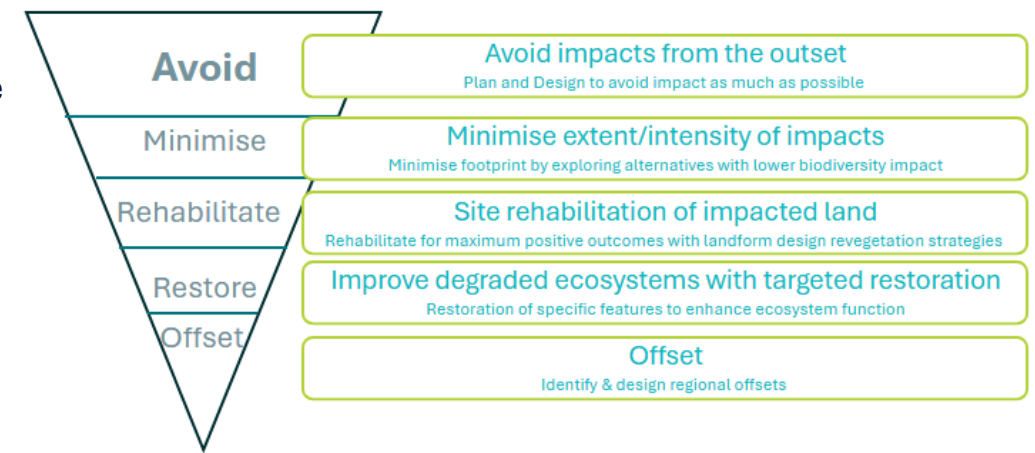 Avoid
Avoid impacts from the outset
Plan and Design to avoid impact as much as possible
Minimise
Minimise extent/intensity of impacts
Minimise footprint by exploring alternatives with lower biodiversity impact
Rehabilitate
Site rehabilitation of impacted land
Rehabilitate for maximum positive outcomes with landform design revegetation strategies
Restore
Improve degraded ecosystems with targeted restoration
Restoration of specific features to enhance ecosystem function
Offset
Offset
Identify & design regional offsets